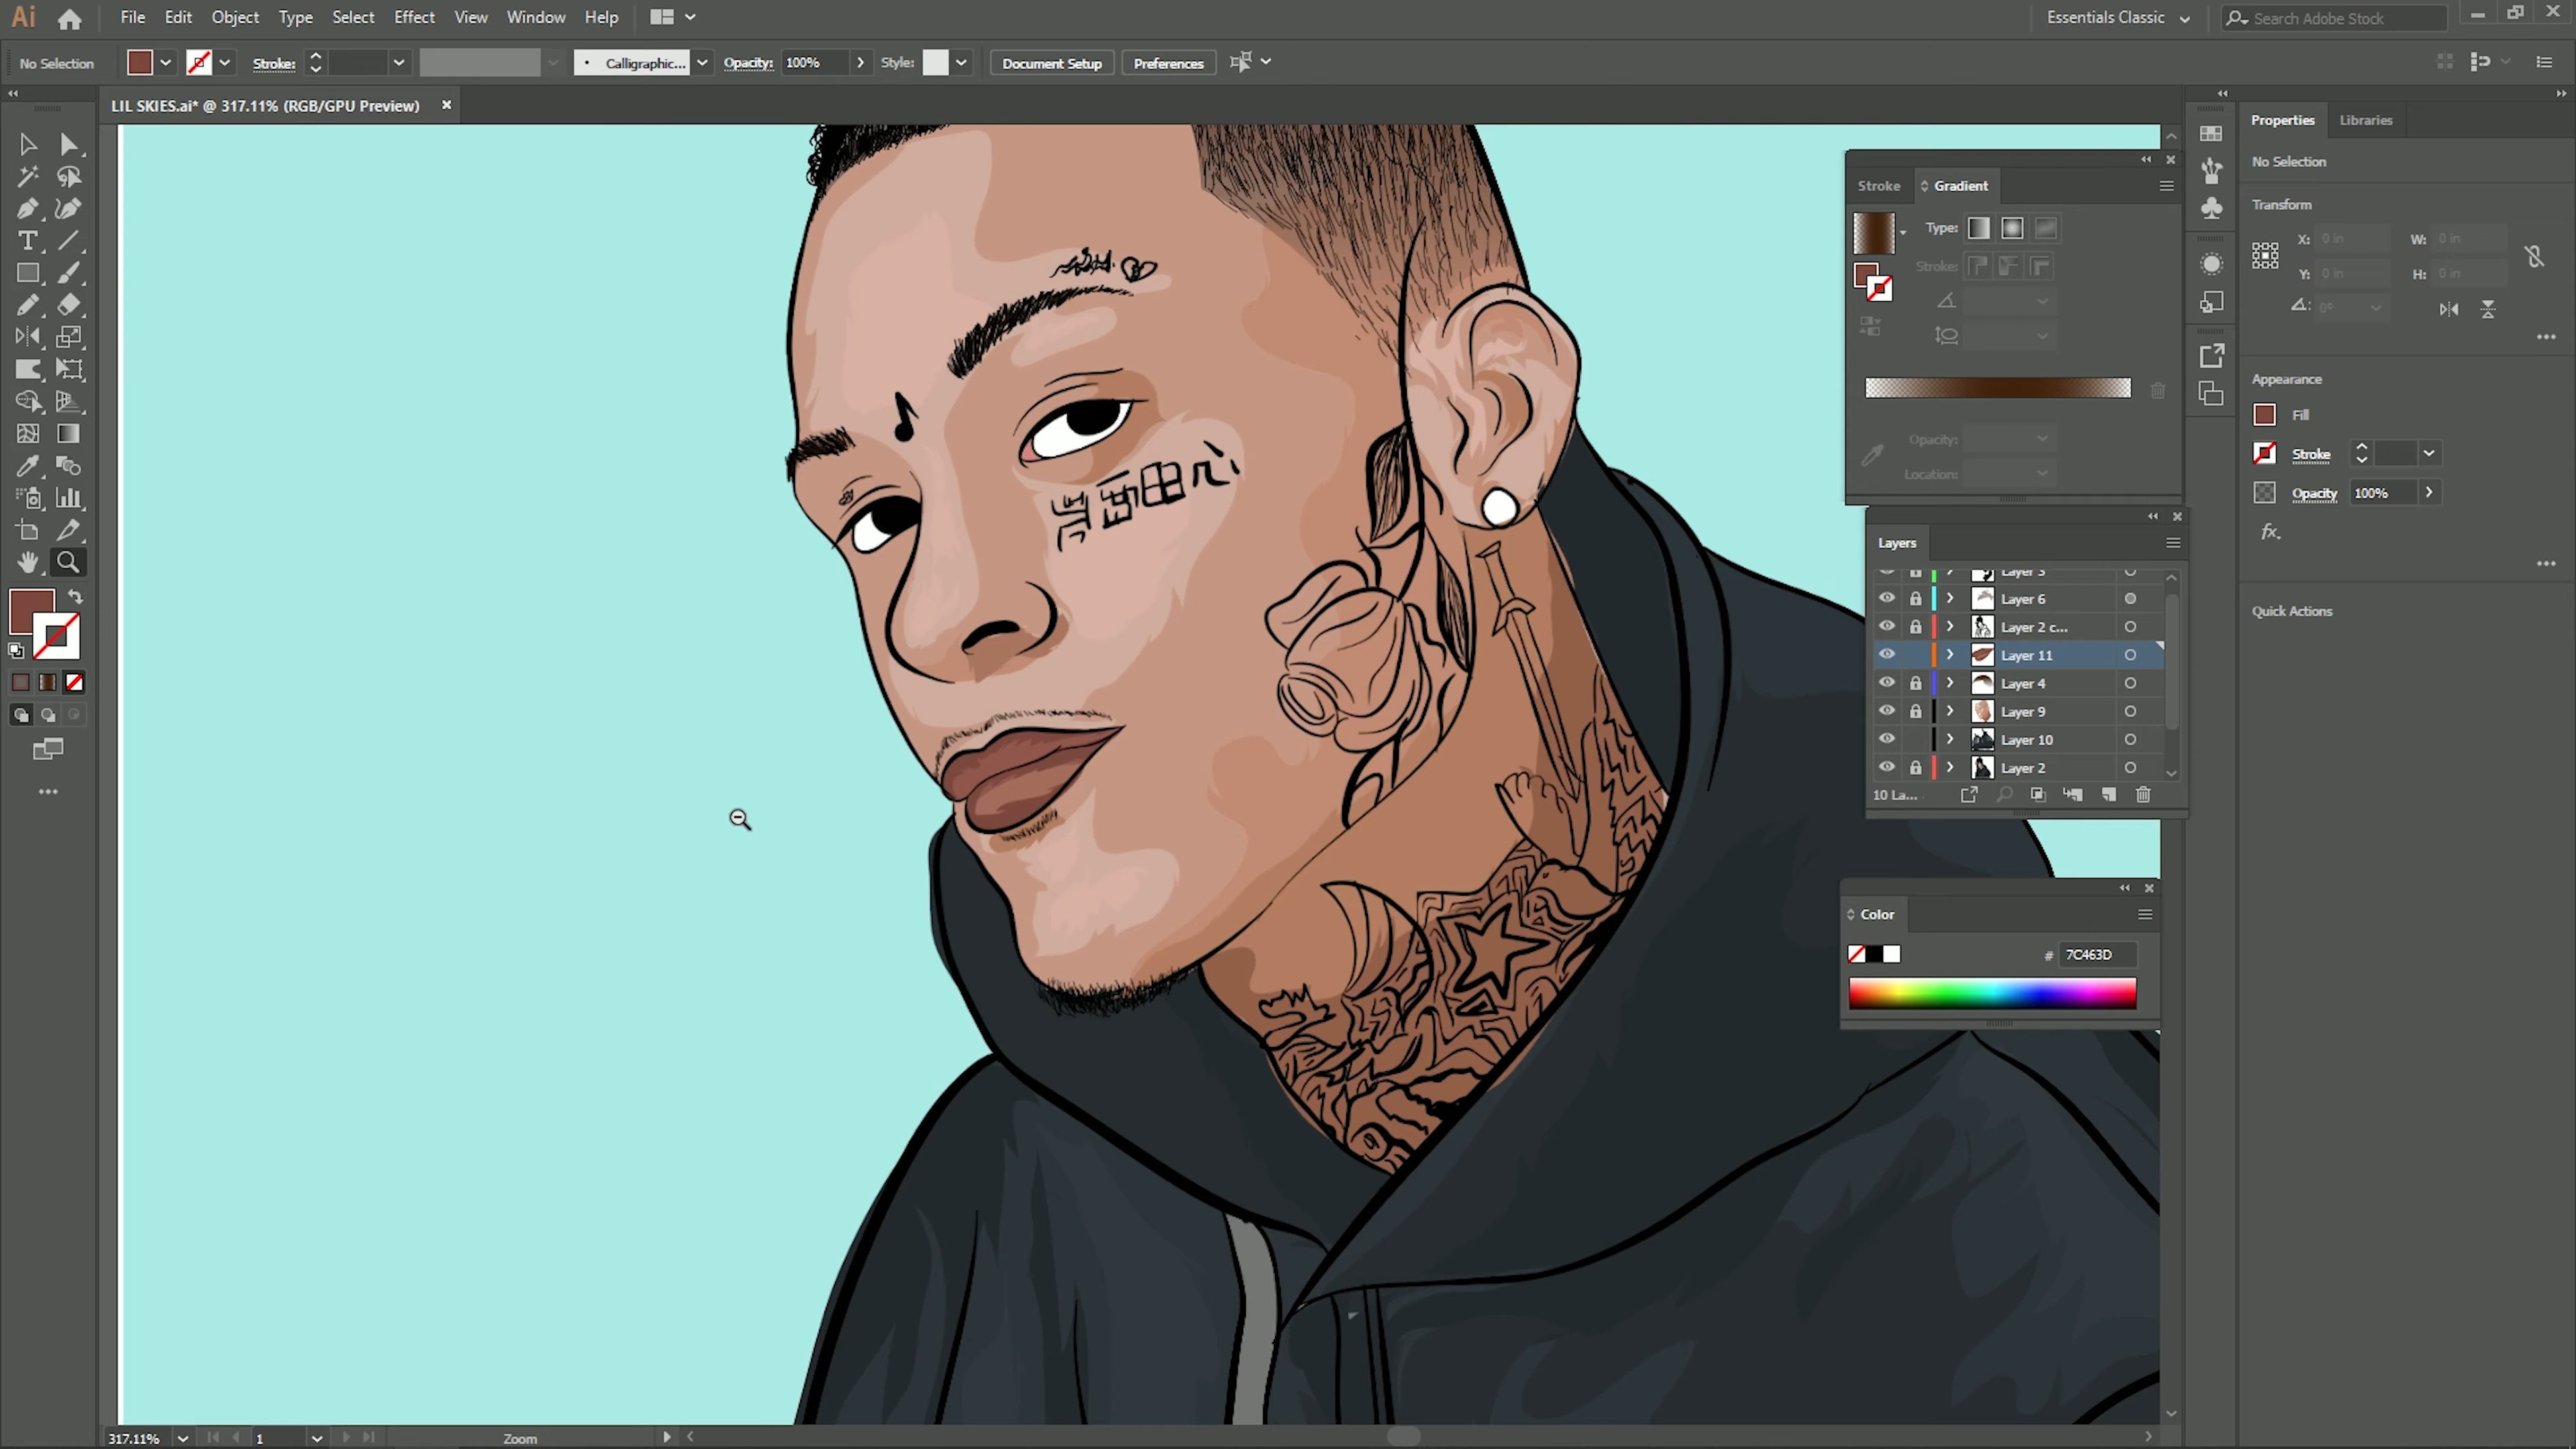 Ai File Edit Object Type Select Effect View Window Help Essentials Classic Search Adobe Stock
No Selection Stroke: Calligraphic... Opacity: 100% Style: Document Setup Preferences
LIL SKIES.ai* @ 317.11% (RGB/GPU Preview)
Properties Libraries
No Selection
Transform
X: 0 in W: 0 in
Y: 0 in H: 0 in
0°
Appearance
Fill
Stroke
Opacity 100%
fx.
Quick Actions
Stroke Gradient
Type:
Stroke:
Opacity:
Location:
Layers
Layer 6
Layer 2 c...
Layer 11
Layer 4
Layer 9
Layer 10
Layer 2
10 La...
Color
# 7C463D
317.11% 1 Zoom